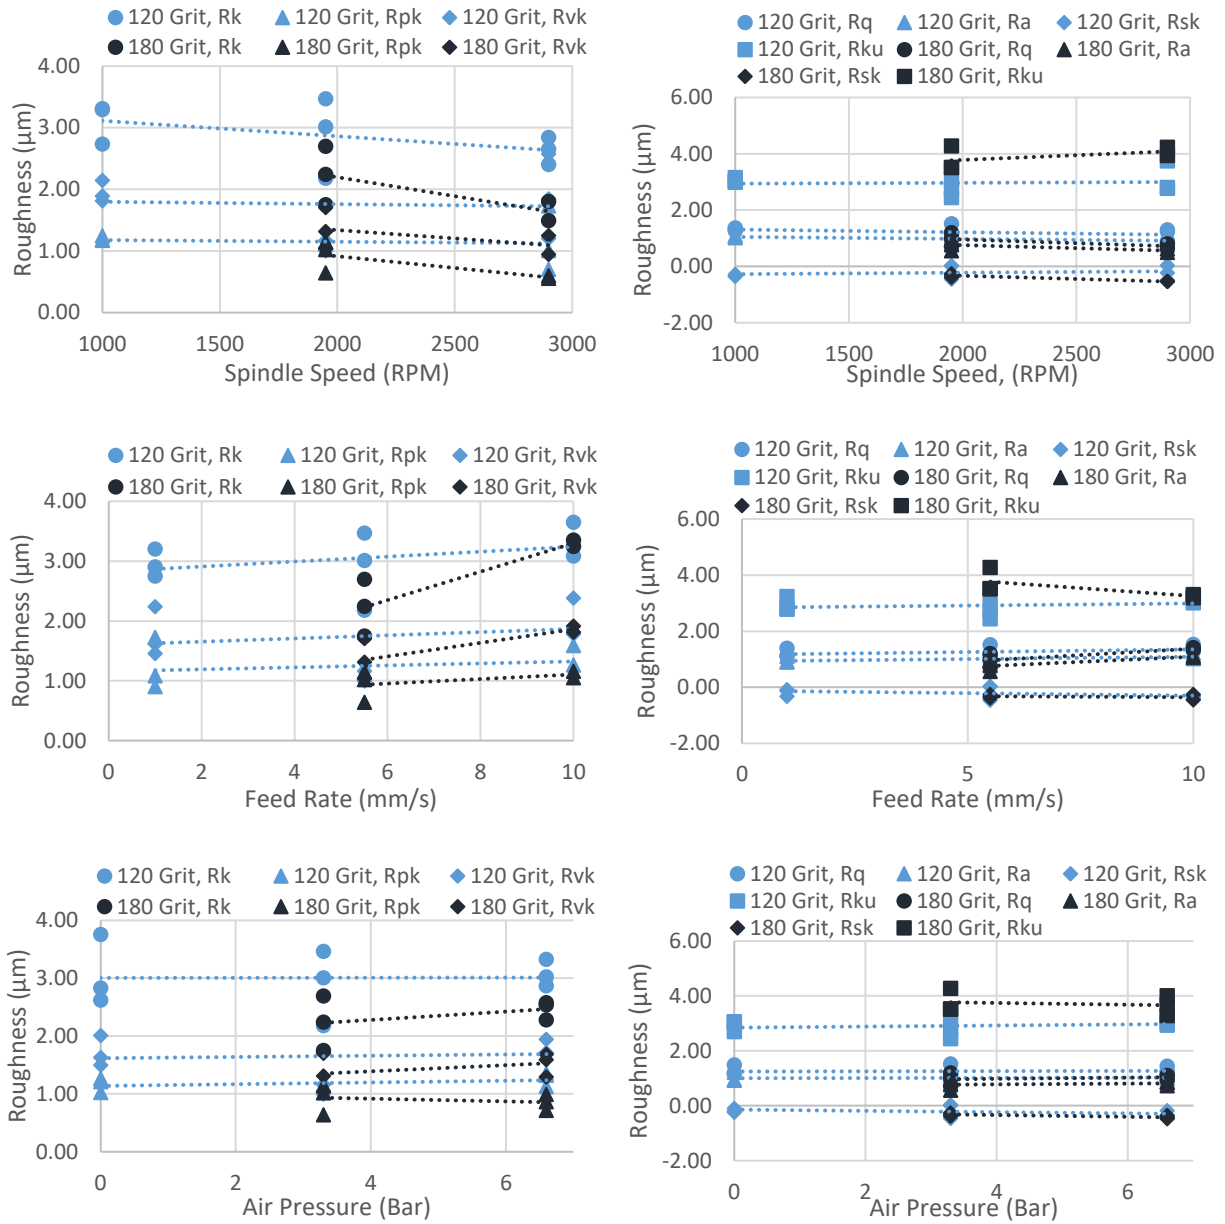 120 Grit, Rk 120 Grit, Rpk 120 Grit, Rvk
180 Grit, Rk 180 Grit, Rpk 180 Grit, Rvk
4.00
3.00
2.00
1.00
0.00
Roughness (µm)
1000 1500 2000 2500 3000
Spindle Speed (RPM)
120 Grit, Rq 120 Grit, Ra 120 Grit, Rsk
120 Grit, Rku 180 Grit, Rq 180 Grit, Ra
180 Grit, Rsk 180 Grit, Rku
6.00
4.00
2.00
0.00
-2.00
Roughness (µm)
1000 1500 2000 2500 3000
Spindle Speed, (RPM)
120 Grit, Rk 120 Grit, Rpk 120 Grit, Rvk
180 Grit, Rk 180 Grit, Rpk 180 Grit, Rvk
4.00
3.00
2.00
1.00
0.00
Roughness (µm)
0 2 4 6 8 10
Feed Rate (mm/s)
120 Grit, Rq 120 Grit, Ra 120 Grit, Rsk
120 Grit, Rku 180 Grit, Rq 180 Grit, Ra
180 Grit, Rsk 180 Grit, Rku
6.00
4.00
2.00
0.00
-2.00
Roughness (µm)
0 5 10
Feed Rate (mm/s)
120 Grit, Rk 120 Grit, Rpk 120 Grit, Rvk
180 Grit, Rk 180 Grit, Rpk 180 Grit, Rvk
4.00
3.00
2.00
1.00
0.00
Roughness (µm)
0 2 4 6
Air Pressure (Bar)
120 Grit, Rq 120 Grit, Ra 120 Grit, Rsk
120 Grit, Rku 180 Grit, Rq 180 Grit, Ra
180 Grit, Rsk 180 Grit, Rku
6.00
4.00
2.00
0.00
-2.00
Roughness (µm)
0 2 4 6
Air Pressure (Bar)